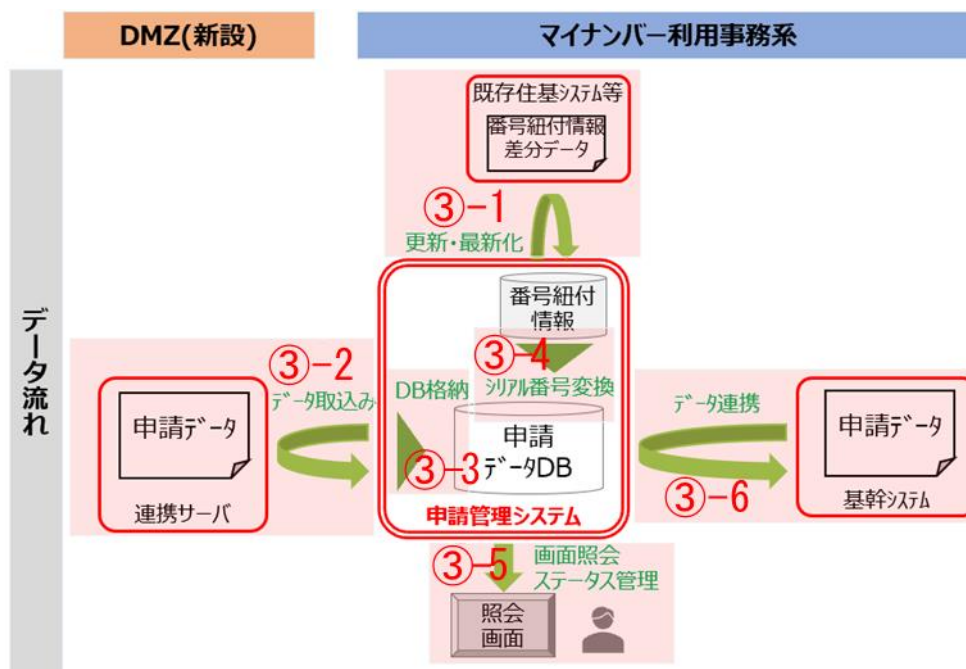 DMZ(新設)
マイナンバー利用事務系
データ流れ
既存住基システム等
番号紐付情報
差分データ
③-1
更新・最新化
番号紐付
情報
③-4
シリアル番号変換
③-2
データ取込み
DB格納
③-3
申請データ
連携サーバ
申請
データDB
申請管理システム
データ連携
③-6
申請データ
基幹システム
③-5
画面照会
ステータス管理
照会
画面